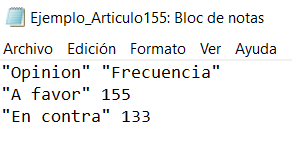 Ejemplo_Articulo155: Bloc de notas
Archivo Edición Formato Ver Ayuda
"Opinion" "Frecuencia"
"A favor" 155
"En contra" 133